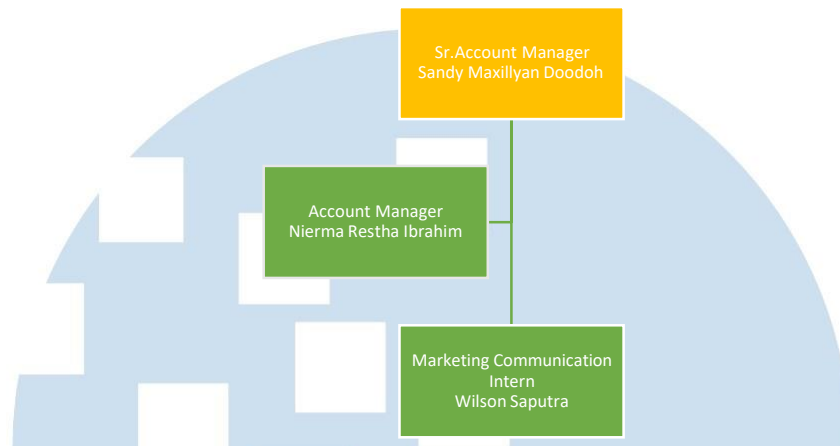 Sr.Account Manager
Sandy Maxillyan Doodoh
Account Manager
Nierma Restha Ibrahim
Marketing Communication
Intern
Wilson Saputra